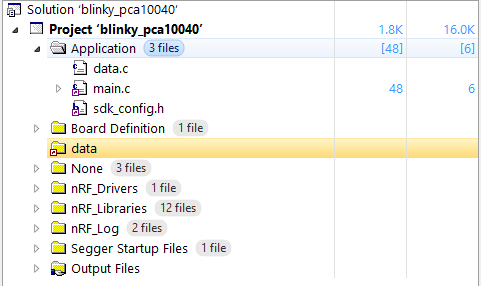 Solution ‘blinky_pca10040’
Project ‘blinky_pca10040’ 1.8K 16.0K
Application 3 files [48] [6]
data.c
main.c 48 6
sdk_config.h
Board Definition 1 file
data
None 3 files
nRF_Drivers 1 file
nRF_Libraries 12 files
nRF_Log 2 files
Segger Startup Files 1 file
Output Files